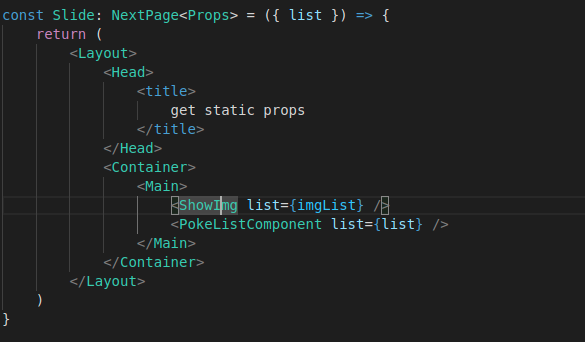 const Slide: NextPage<Props> = ({ list }) => {
    return (
        <Layout>
            <Head>
                <title>
                    get static props
                </title>
            </Head>
            <Container>
                <Main>
                    <ShowImg list={imgList} />
                    <PokeListComponent list={list} />
                </Main>
            </Container>
        </Layout>
    )
}